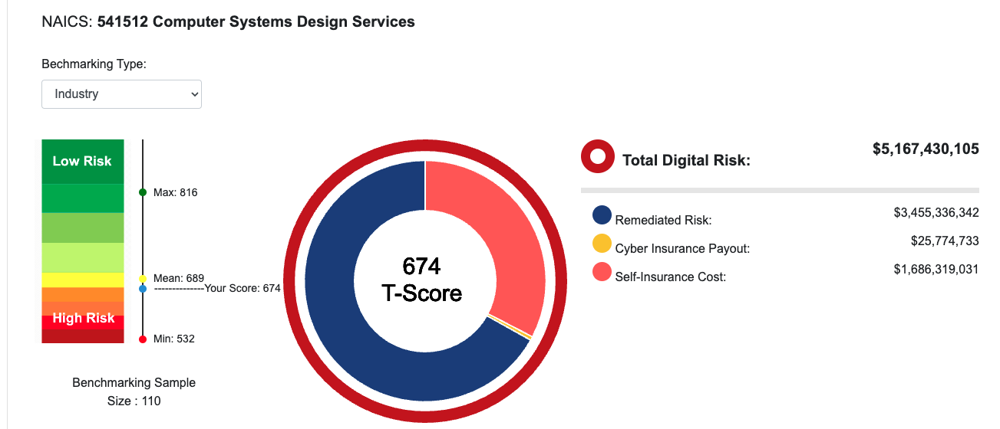 NAICS: 541512 Computer Systems Design Services
Bechmarking Type:
Industry
Low Risk
High Risk
Max: 816
Mean: 689
--------------Your Score: 674
Min: 532
Benchmarking Sample
Size : 110
674
T-Score
Total Digital Risk: $5,167,430,105
Remediated Risk: $3,455,336,342
Cyber Insurance Payout: $25,774,733
Self-Insurance Cost: $1,686,319,031